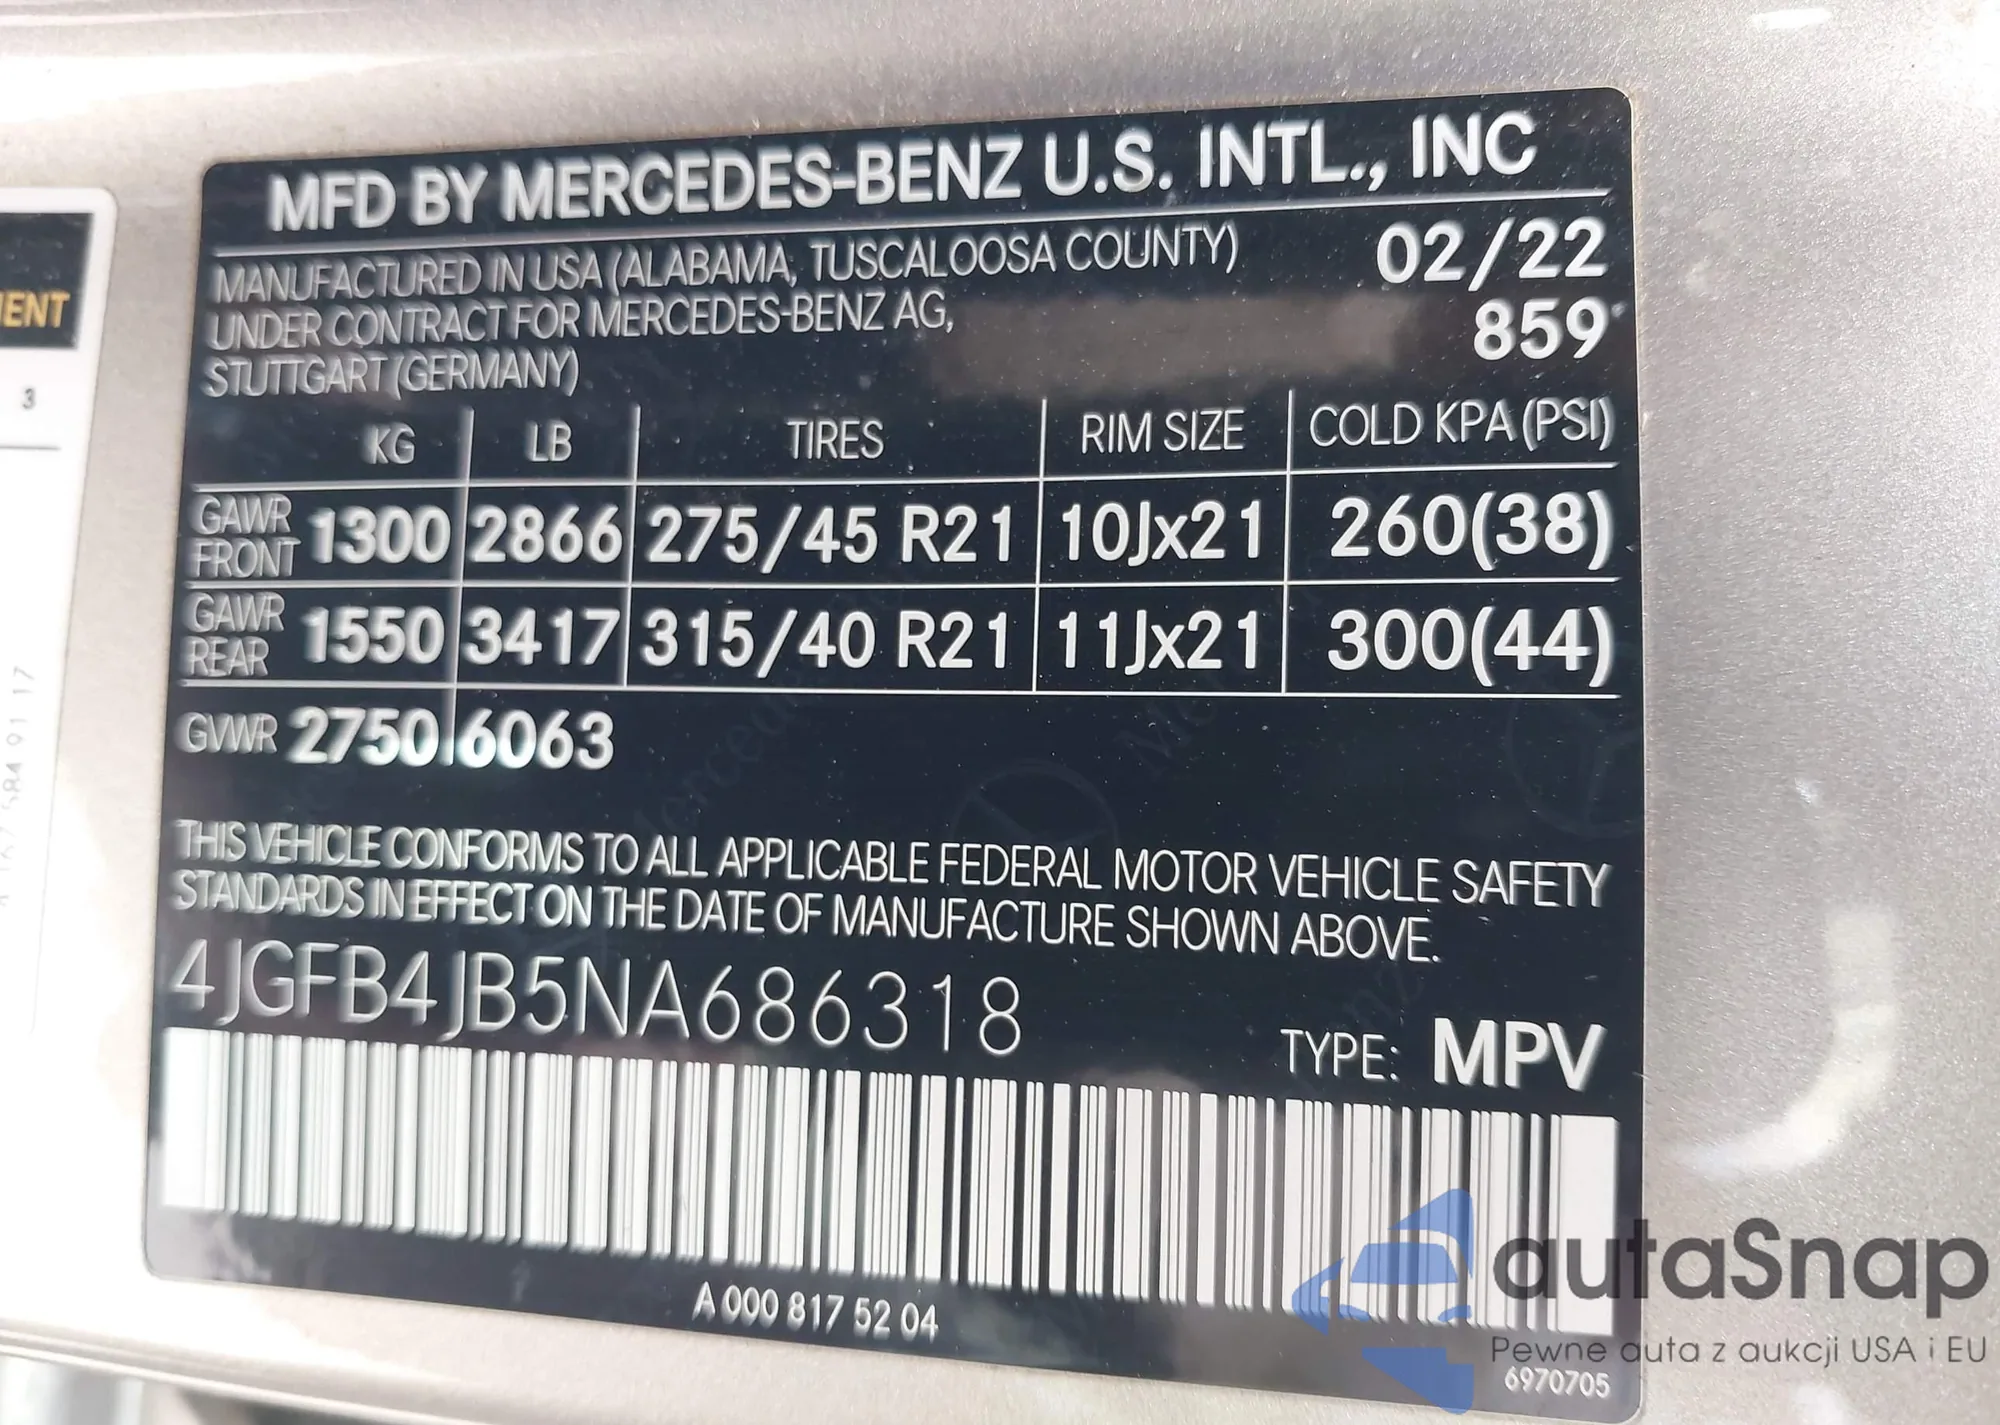 MFD BY MERCEDES-BENZ U.S. INTL., INC
MANUFACTURED IN USA (ALABAMA, TUSCALOOSA COUNTY) 02/22
UNDER CONTRACT FOR MERCEDES-BENZ AG, 859
STUTTGART (GERMANY)
KG LB TIRES RIM SIZE COLD KPA (PSI)
GAWR FRONT 1300 2866 275/45 R21 10Jx21 260(38)
GAWR REAR 1550 3417 315/40 R21 11Jx21 300(44)
GVWR 2750 6063
THIS VEHICLE CONFORMS TO ALL APPLICABLE FEDERAL MOTOR VEHICLE SAFETY
STANDARDS IN EFFECT ON THE DATE OF MANUFACTURE SHOWN ABOVE.
4JGFB4JB5NA686318
TYPE: MPV
A 000 817 52 04
autaSnap
Pewne auta z aukcji USA i EU
6970705
3